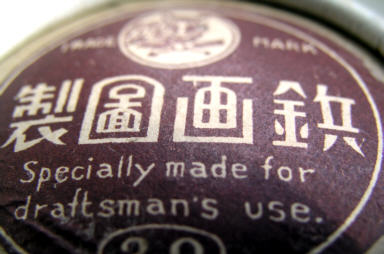 TRADE MARK
製圖画鋲
Specially made for
draftsman's use.